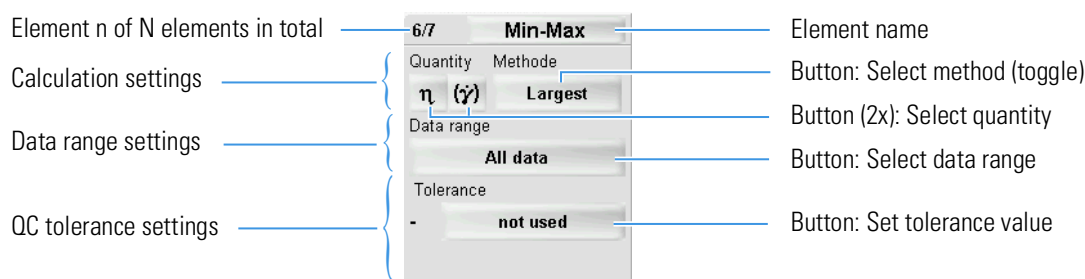 Element n of N elements in total
6/7
Min-Max
Element name
Calculation settings
Quantity
Methode
Button: Select method (toggle)
η
(γ̇)
Largest
Button (2x): Select quantity
Data range settings
Data range
All data
Button: Select data range
Tolerance
QC tolerance settings
-
not used
Button: Set tolerance value